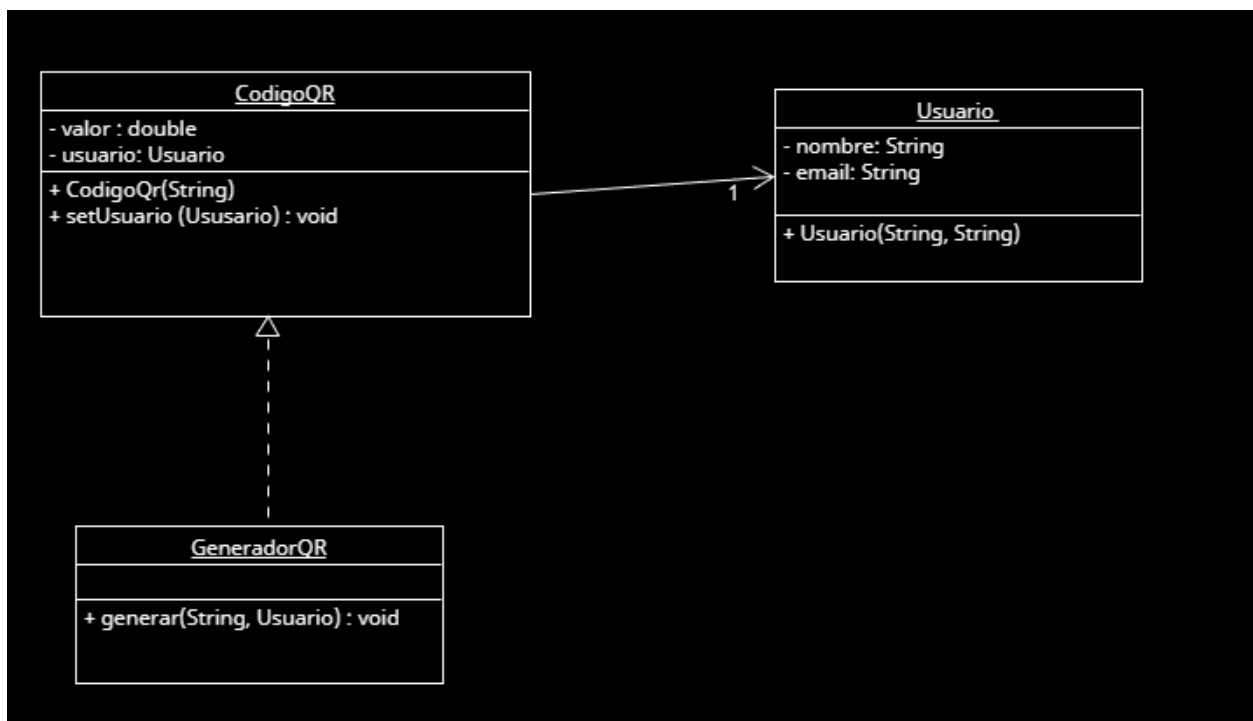 CodigoQR
- valor : double
- usuario: Usuario
+ CodigoQr(String)
+ setUsuario (Ususario) : void
Usuario
- nombre: String
- email: String
+ Usuario(String, String)
1
GeneradorQR
+ generar(String, Usuario) : void